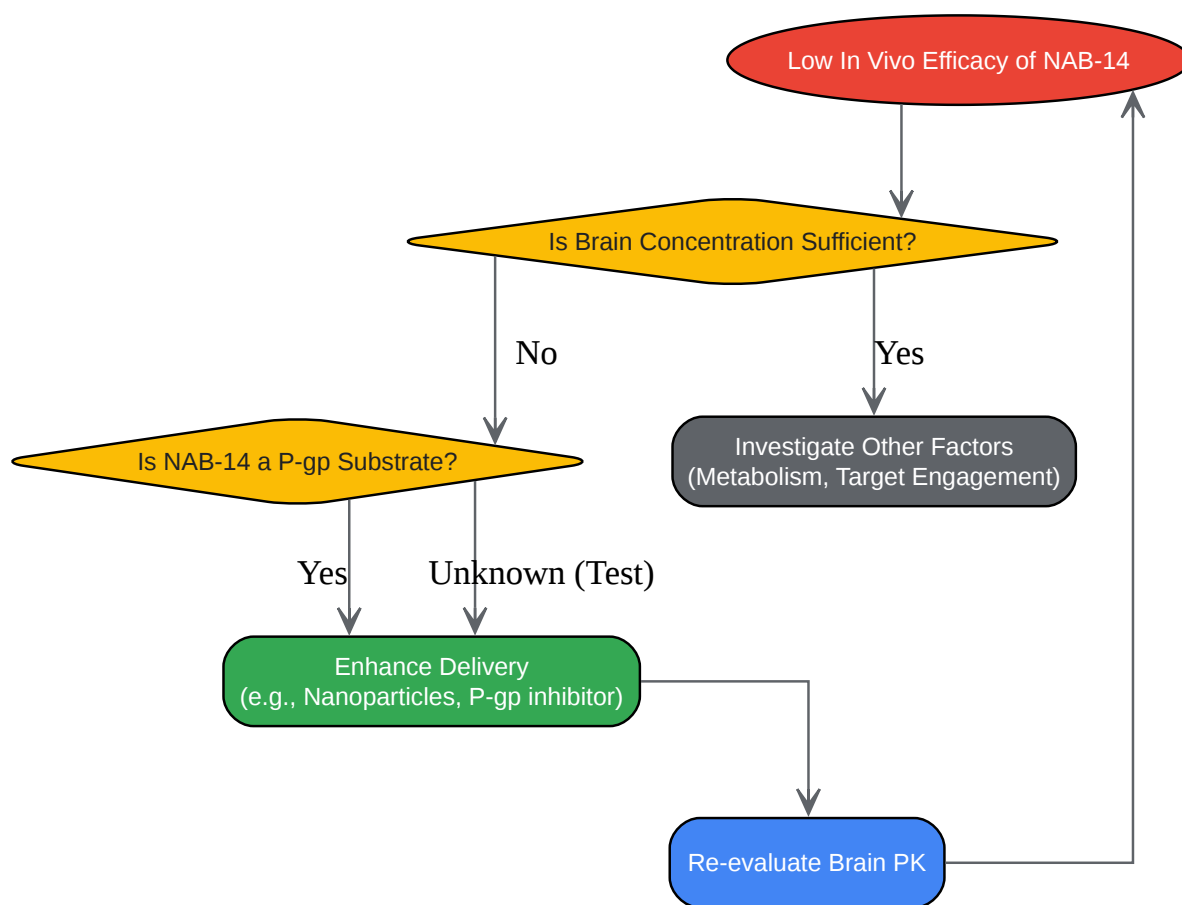 Low In Vivo Efficacy of NAB-14
Is Brain Concentration Sufficient?
No
Yes
Investigate Other Factors
(Metabolism, Target Engagement)
Is NAB-14 a P-gp Substrate?
Yes
Unknown (Test)
Enhance Delivery
(e.g., Nanoparticles, P-gp inhibitor)
Re-evaluate Brain PK